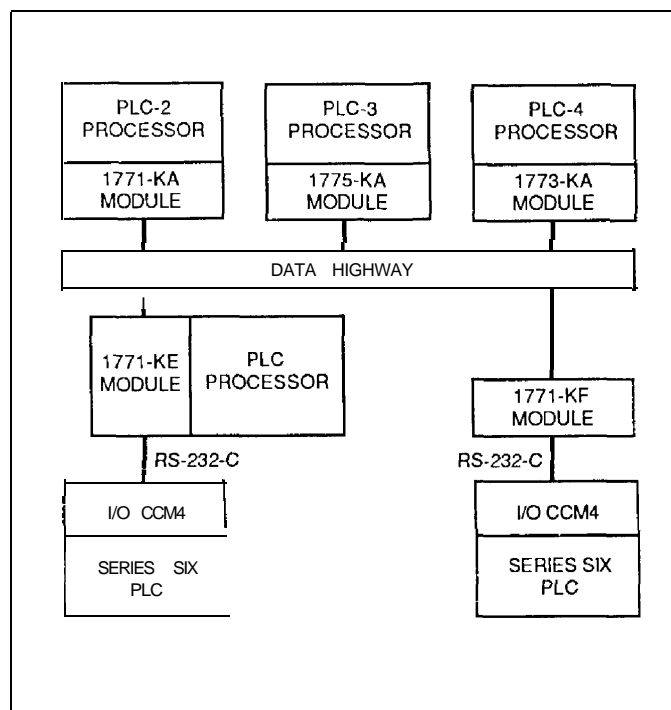 PLC-2
PROCESSOR
1771-KA
MODULE
PLC-3
PROCESSOR
1775-KA
MODULE
PLC-4
PROCESSOR
1773-KA
MODULE
DATA HIGHWAY
1771-KE
MODULE
PLC
PROCESSOR
1771-KF
MODULE
RS-232-C
RS-232-C
I/O CCM4
SERIES SIX
PLC
I/O CCM4
SERIES SIX
PLC